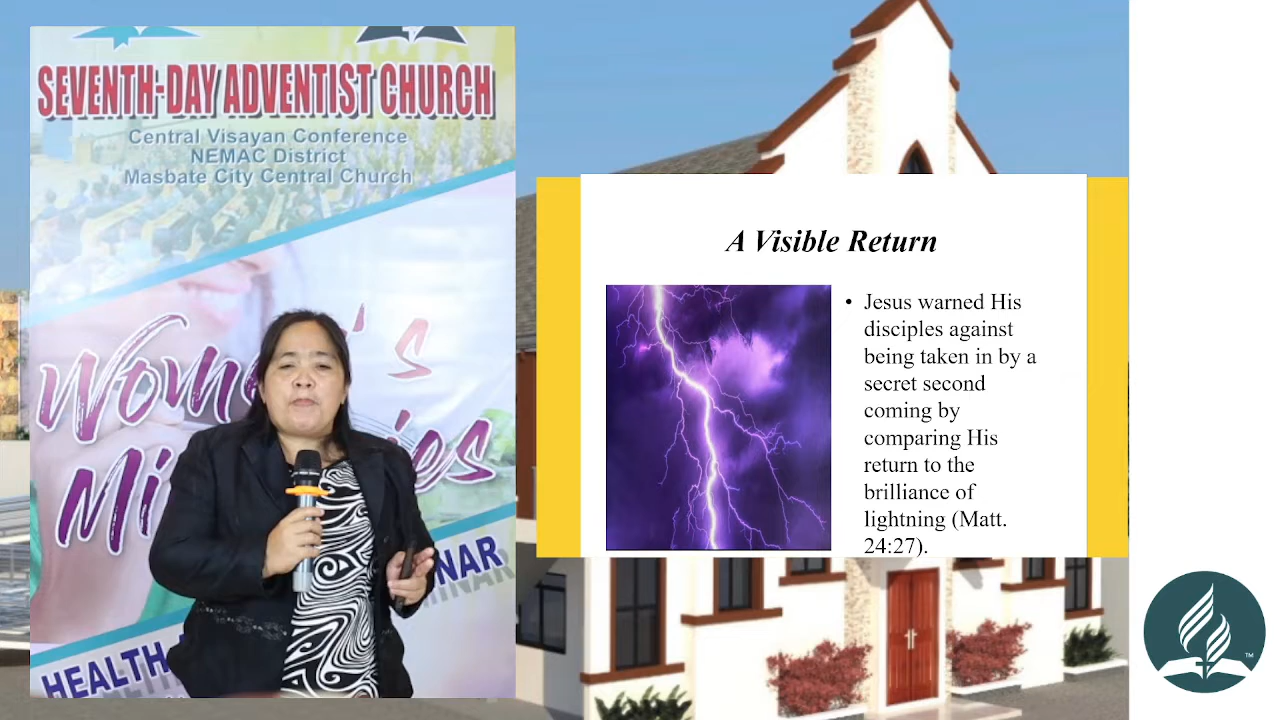 SEVENTH-DAY ADVENTIST CHURCH
Central Visayan Conference
NEMAC District
Masbate City Central Church
HEALTH
NAR
A Visible Return
• Jesus warned His
disciples against
being taken in by a
secret second
coming by
comparing His
return to the
brilliance of
lightning (Matt.
24:27).
TM